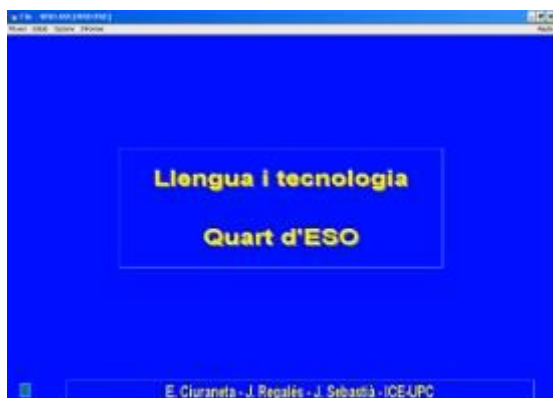 Llengua i tecnologia
Quart d'ESO
E. Ciuraneta - J. Regalés - J. Sebastià - ICE-UPC